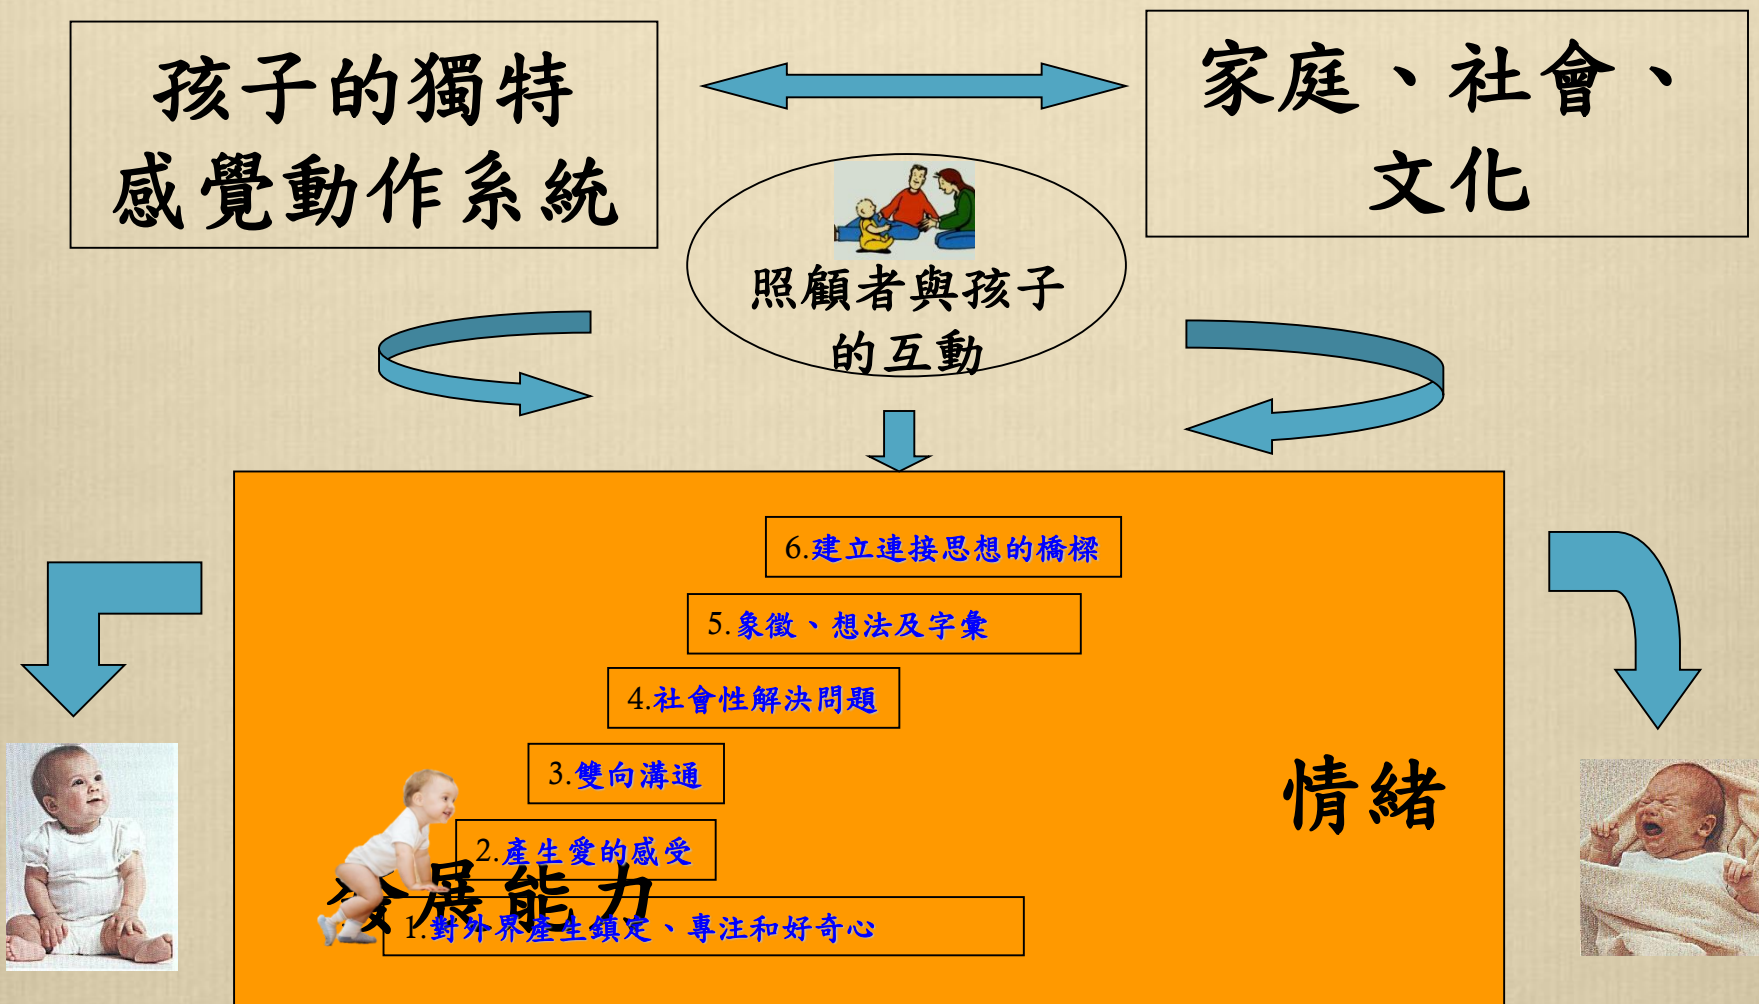 孩子的獨特
感覺動作系統
家庭、社會、
文化
照顧者與孩子
的互動
6.建立連接思想的橋樑
5.象徵、想法及字彙
4.社會性解決問題
3.雙向溝通
情緒
2.產生愛的感受
發展能力
1.對外界產生鎮定、專注和好奇心